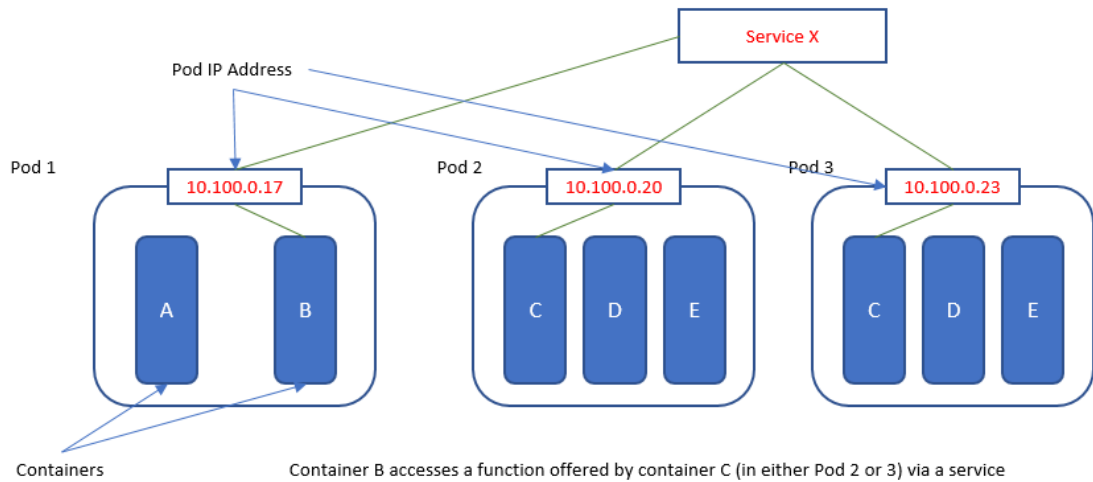 Service X
Pod IP Address
Pod 1
Pod 2
Pod 3
10.100.0.17
10.100.0.20
10.100.0.23
A
B
C
D
E
C
D
E
Containers
Container B accesses a function offered by container C (in either Pod 2 or 3) via a service